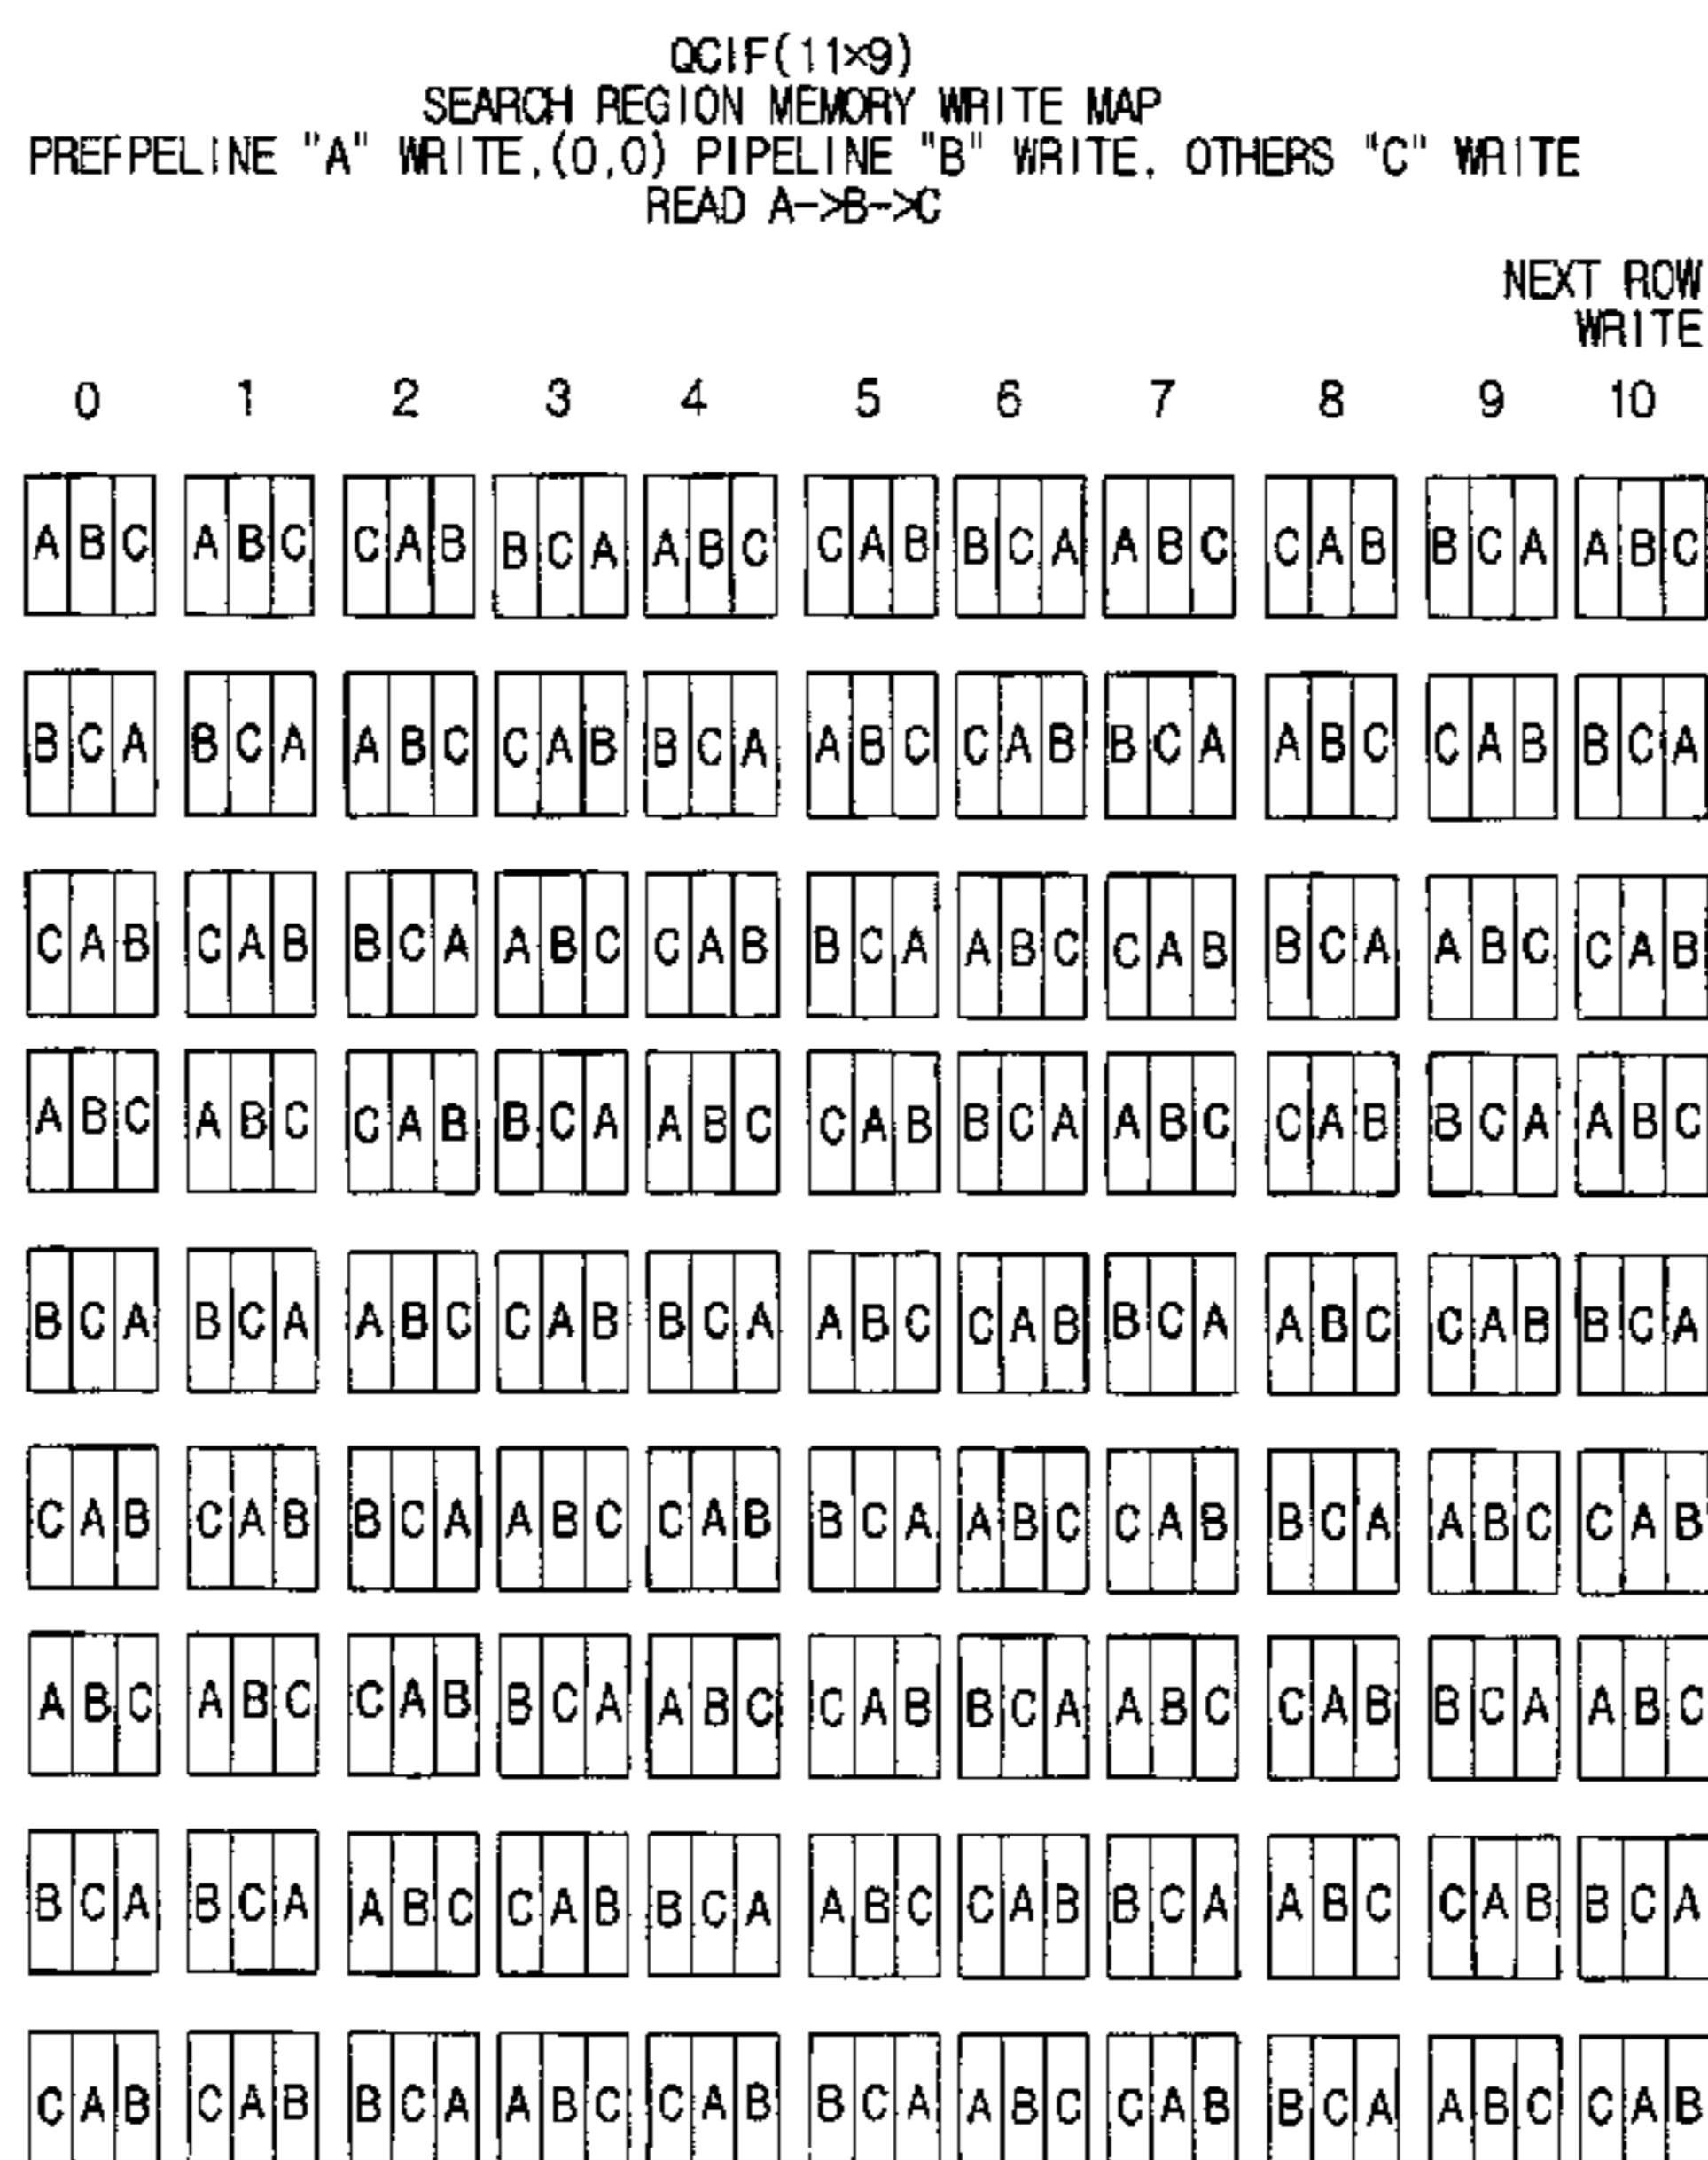 QCIF(11×9)
SEARCH REGION MEMORY WRITE MAP
PREFPELINE "A" WRITE,(0,0) PIPELINE "B" WRITE, OTHERS "C" WRITE
READ A->B->C
NEXT ROW
WRITE
0 1 2 3 4 5 6 7 8 9 10
A B C A B C C A B B C A A B C C A B B C A A B C C A B B C A A B C
B C A B C A A B C C A B B C A A B C C A B B C A A B C C A B B C A
C A B C A B B C A A B C C A B B C A A B C C A B B C A A B C C A B
A B C A B C C A B B C A A B C C A B B C A A B C C A B B C A A B C
B C A B C A A B C C A B B C A A B C C A B B C A A B C C A B B C A
C A B C A B B C A A B C C A B B C A A B C C A B B C A A B C C A B
A B C A B C C A B B C A A B C C A B B C A A B C C A B B C A A B C
B C A B C A A B C C A B B C A A B C C A B B C A A B C C A B B C A
C A B C A B B C A A B C C A B B C A A B C C A B B C A A B C C A B